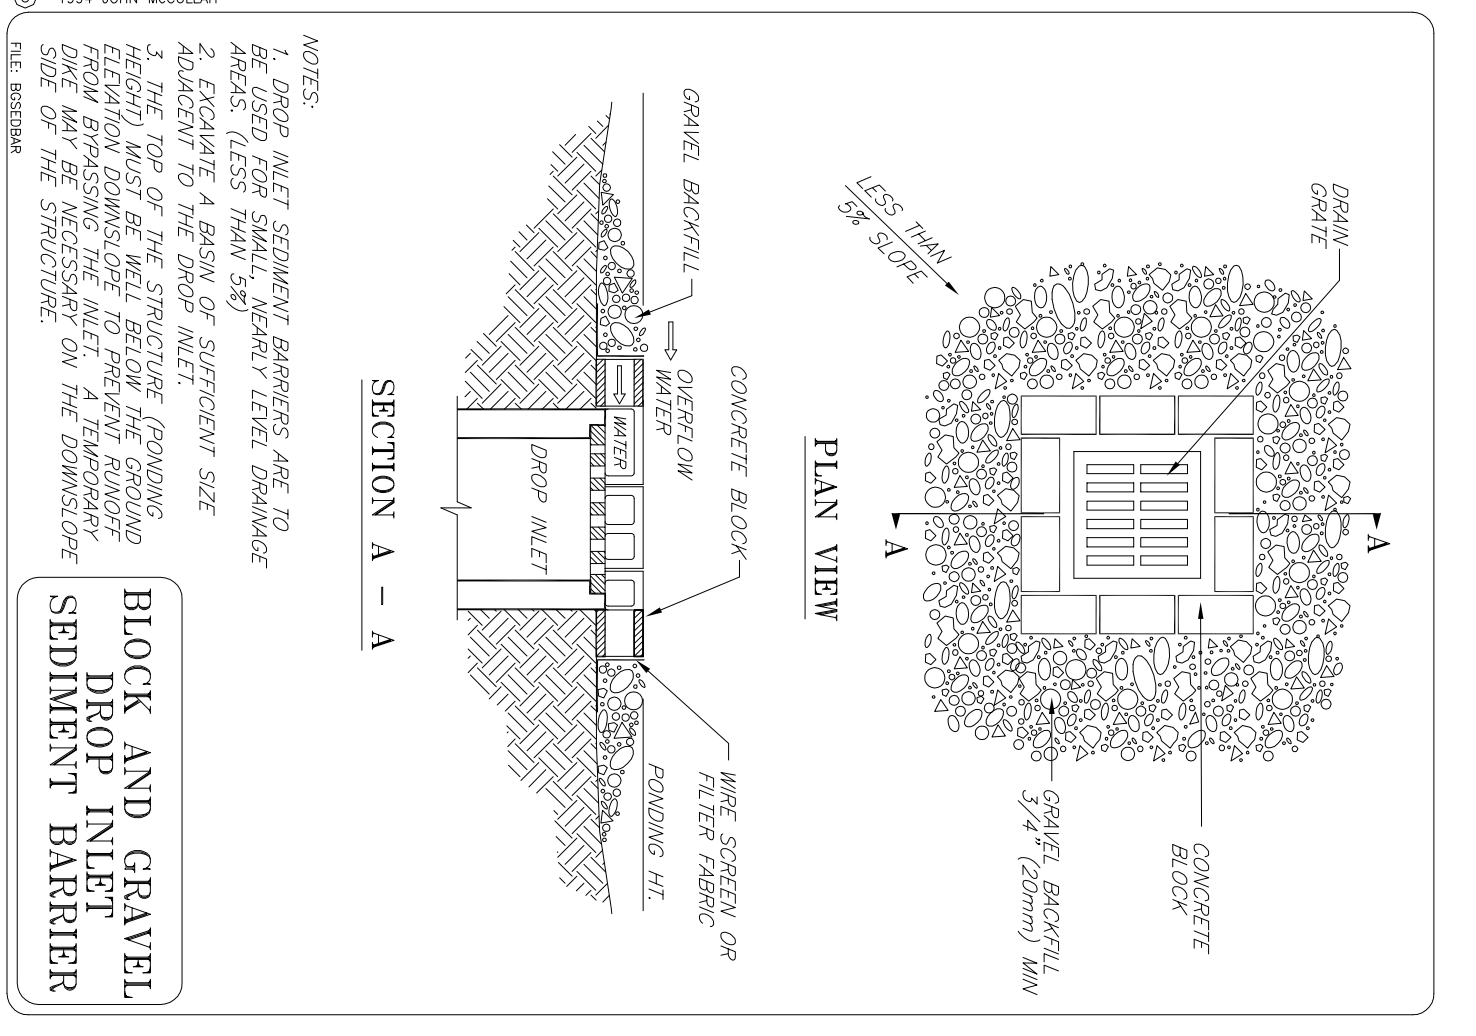 DRAIN
GRATE
LESS THAN
5% SLOPE
A
A
CONCRETE
BLOCK
GRAVEL BACKFILL
3/4" (20mm) MIN
PLAN VIEW
GRAVEL BACKFILL
OVERFLOW
WATER
CONCRETE BLOCK
WATER
DROP INLET
WIRE SCREEN OR
FILTER FABRIC
PONDING HT.
SECTION A - A
NOTES:
1. DROP INLET SEDIMENT BARRIERS ARE TO
BE USED FOR SMALL, NEARLY LEVEL DRAINAGE
AREAS. (LESS THAN 5%)
2. EXCAVATE A BASIN OF SUFFICIENT SIZE
ADJACENT TO THE DROP INLET.
3. THE TOP OF THE STRUCTURE (PONDING
HEIGHT) MUST BE WELL BELOW THE GROUND
ELEVATION DOWNSLOPE TO PREVENT RUNOFF
FROM BYPASSING THE INLET. A TEMPORARY
DIKE MAY BE NECESSARY ON THE DOWNSLOPE
SIDE OF THE STRUCTURE.
BLOCK AND GRAVEL
DROP INLET
SEDIMENT BARRIER
FILE: BGSEDBAR
© 1994 JOHN McCULLAH